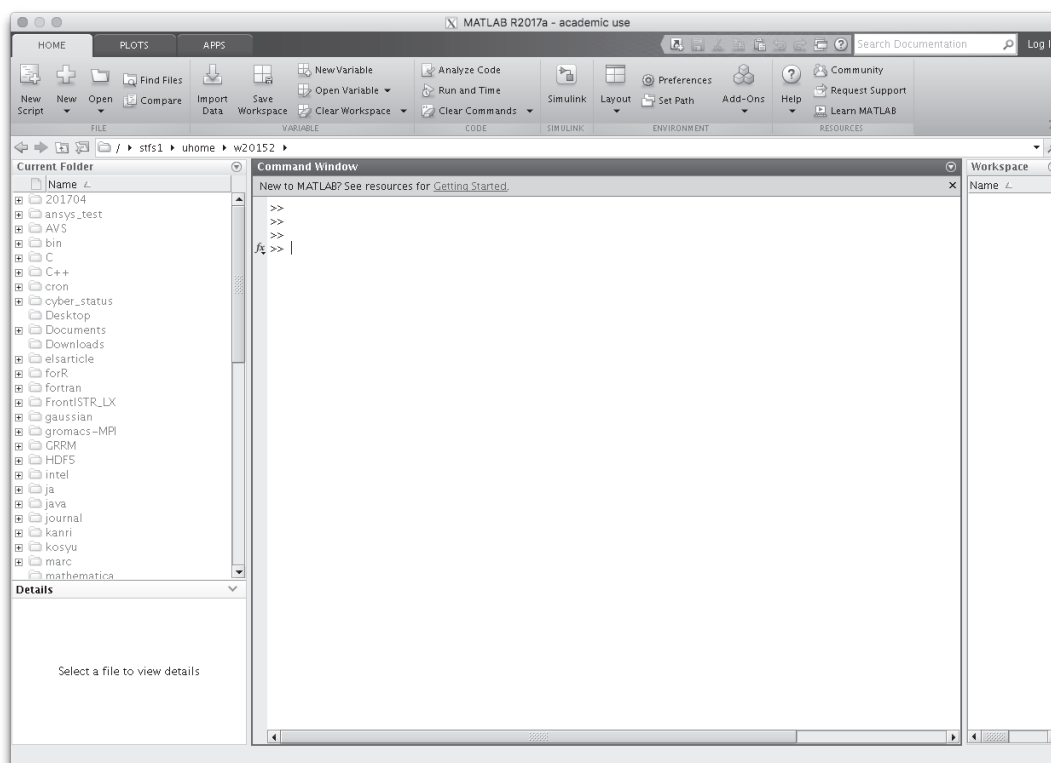 MATLAB R2017a - academic use
HOME PLOTS APPS
Search Documentation
Log I
New Script
New
Open
Find Files
Compare
Import Data
Save Workspace
New Variable
Open Variable
Clear Workspace
Analyze Code
Run and Time
Clear Commands
Simulink
Layout
Preferences
Set Path
Add-Ons
Help
Community
Request Support
Learn MATLAB
FILE VARIABLE CODE SIMULINK ENVIRONMENT RESOURCES
/ stfs1 uhome w20152
Current Folder
Name
201704
ansys_test
AVS
bin
C
C++
cron
cyber_status
Desktop
Documents
Downloads
elsarticle
forR
fortran
FrontISTR_LX
gaussian
gromacs-MPI
GRRM
HDF5
intel
ja
java
journal
kanri
kosyu
marc
mathematica
Details
Select a file to view details
Command Window
New to MATLAB? See resources for Getting Started.
>>
>>
>>
fx >>
Workspace
Name